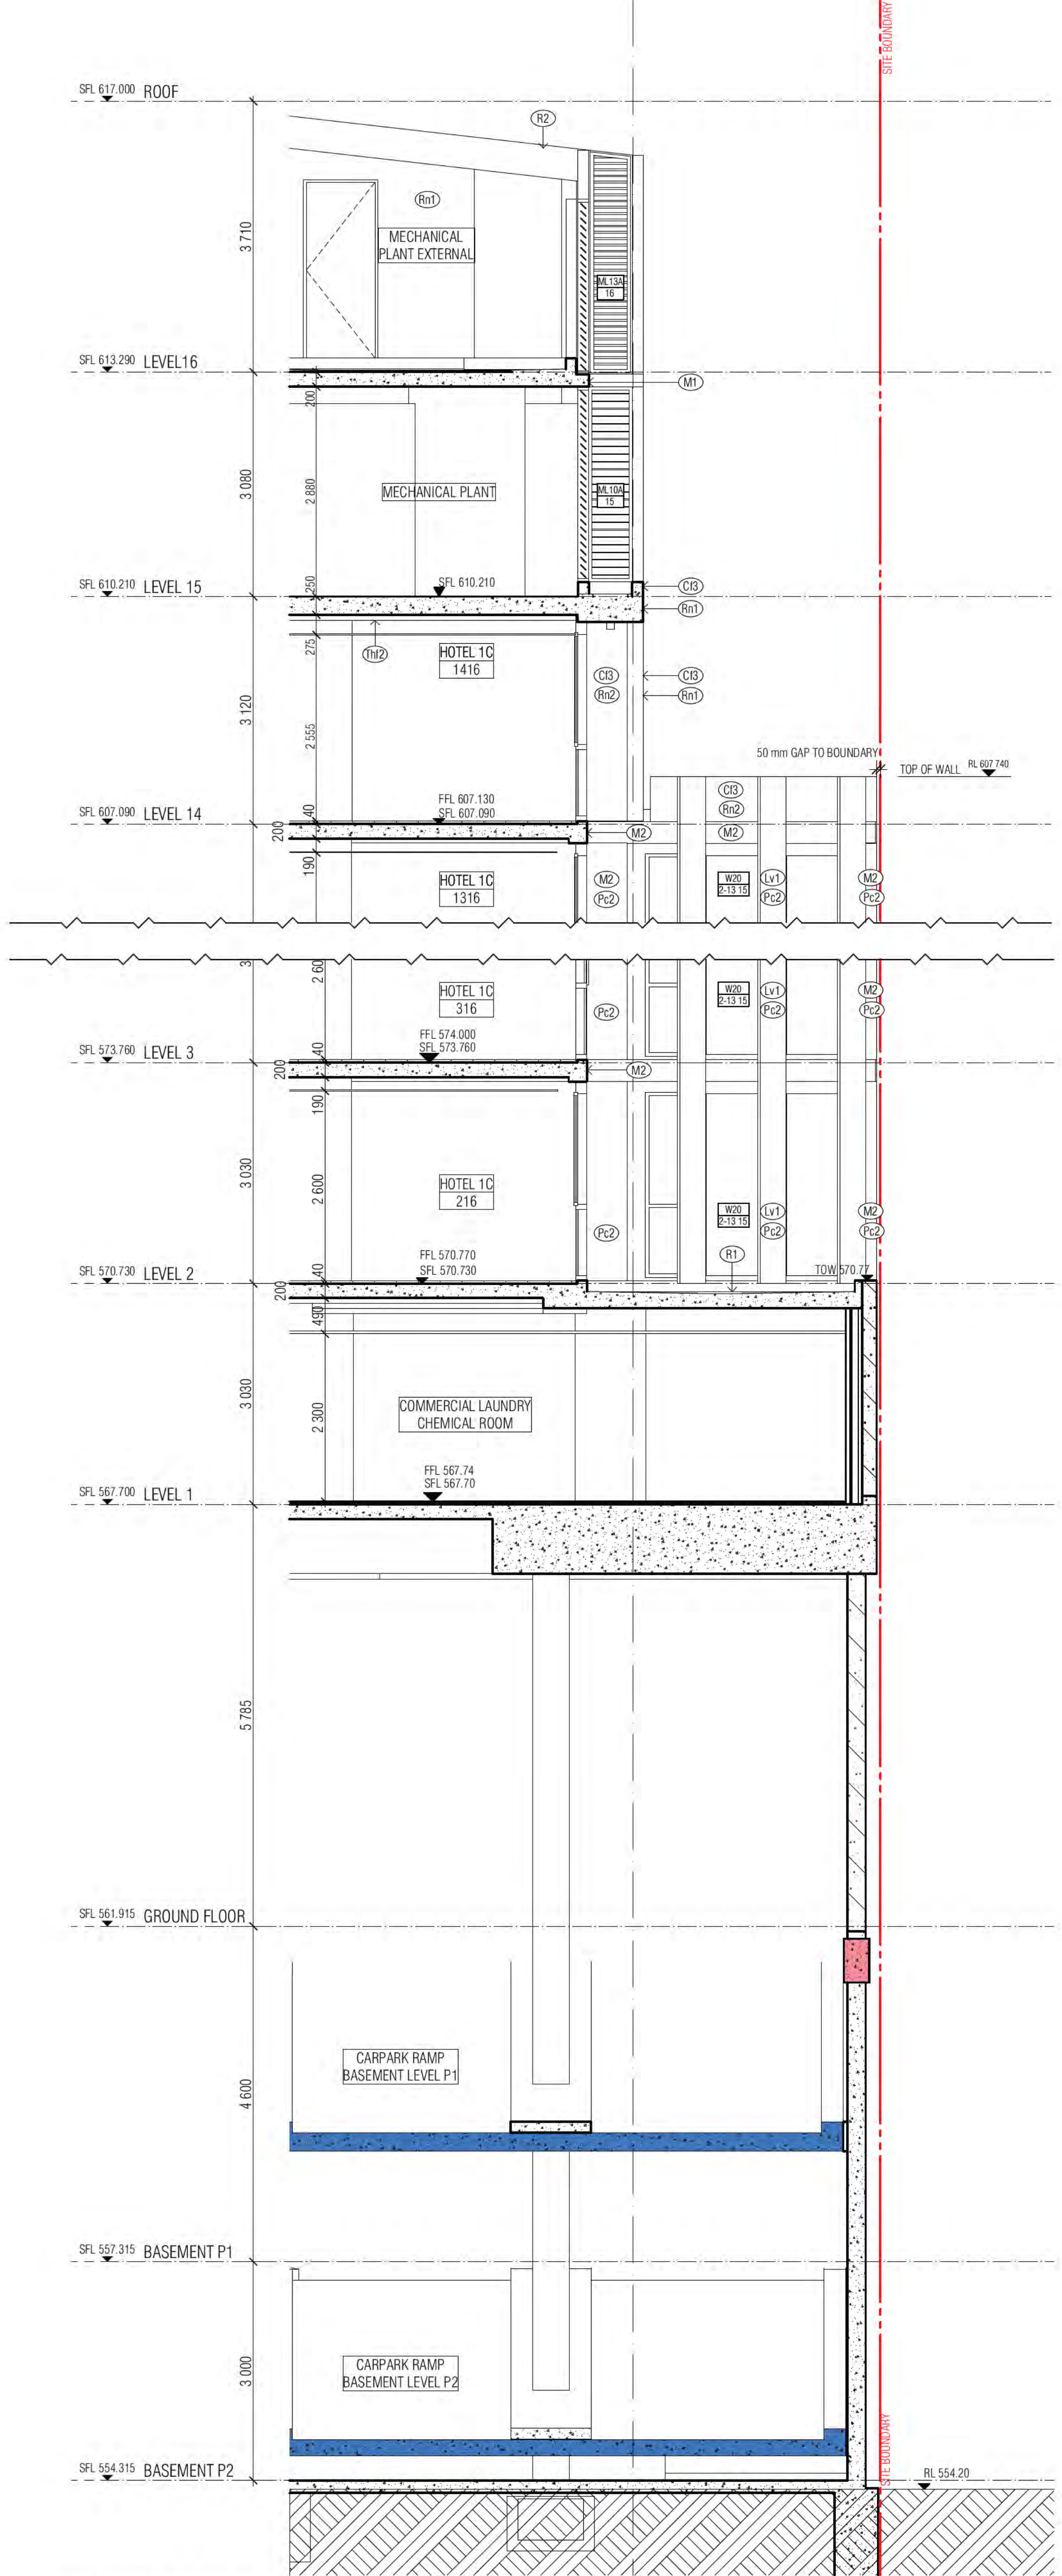 SITE BOUNDARY
SFL 617.000 ROOF
R2
Rn1
3 710
MECHANICAL
PLANT EXTERNAL
ML13A
16
SFL 613.290 LEVEL16
M1
200
3 080
2 880
MECHANICAL PLANT
ML10A
15
SFL 610.210 LEVEL 15
250
SFL 610.210
Cf3
Rn1
275
Thf2
HOTEL 1C
1416
Cf3
Rn2
Cf3
Rn1
3 120
2 555
50 mm GAP TO BOUNDARY
TOP OF WALL RL 607 740
Cf3
Rn2
SFL 607.090 LEVEL 14
40
FFL 607.130
SFL 607.090
200
M2
M2
190
HOTEL 1C
1316
M2
Pc2
W20
2-13 15
Lv1
Pc2
M2
Pc2
3
2 60
HOTEL 1C
316
Pc2
W20
2-13 15
Lv1
Pc2
M2
Pc2
FFL 574.000
SFL 573.760
SFL 573.760 LEVEL 3
40
200
M2
190
3 030
2 600
HOTEL 1C
216
Pc2
W20
2-13 15
Lv1
Pc2
M2
Pc2
R1
FFL 570.770
SFL 570.730
SFL 570.730 LEVEL 2
40
TOW 570.77
200
490
3 030
2 300
COMMERCIAL LAUNDRY
CHEMICAL ROOM
FFL 567.74
SFL 567.70
SFL 567.700 LEVEL 1
5 785
SFL 561.915 GROUND FLOOR
CARPARK RAMP
BASEMENT LEVEL P1
4 600
SFL 557.315 BASEMENT P1
CARPARK RAMP
BASEMENT LEVEL P2
3 000
SITE BOUNDARY
SFL 554.315 BASEMENT P2
RL 554.20